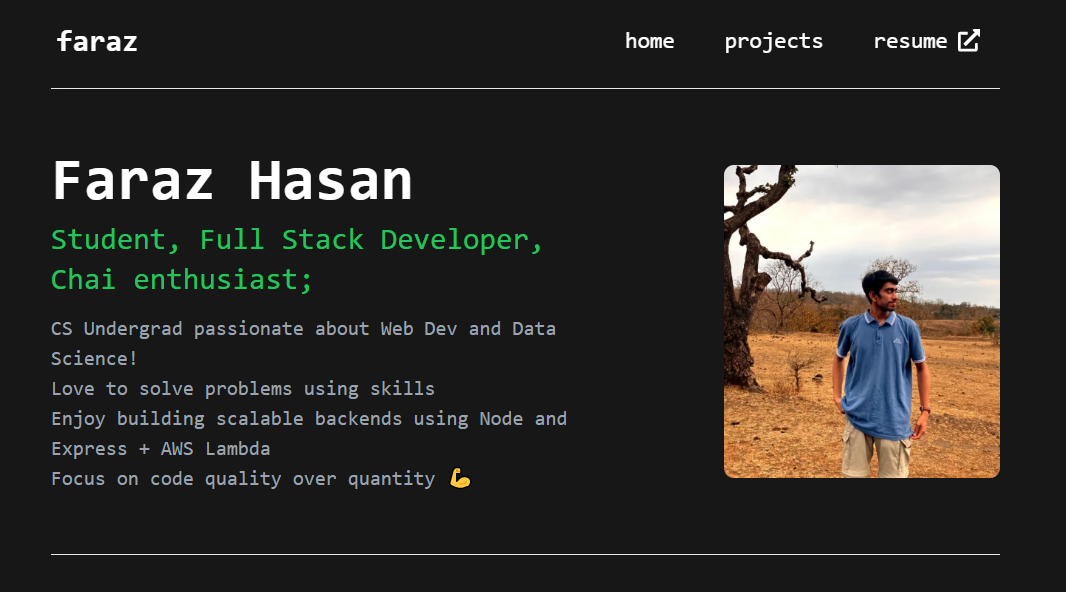 faraz
home projects resume
Faraz Hasan
Student, Full Stack Developer,
Chai enthusiast;
CS Undergrad passionate about Web Dev and Data
Science!
Love to solve problems using skills
Enjoy building scalable backends using Node and
Express + AWS Lambda
Focus on code quality over quantity 💪